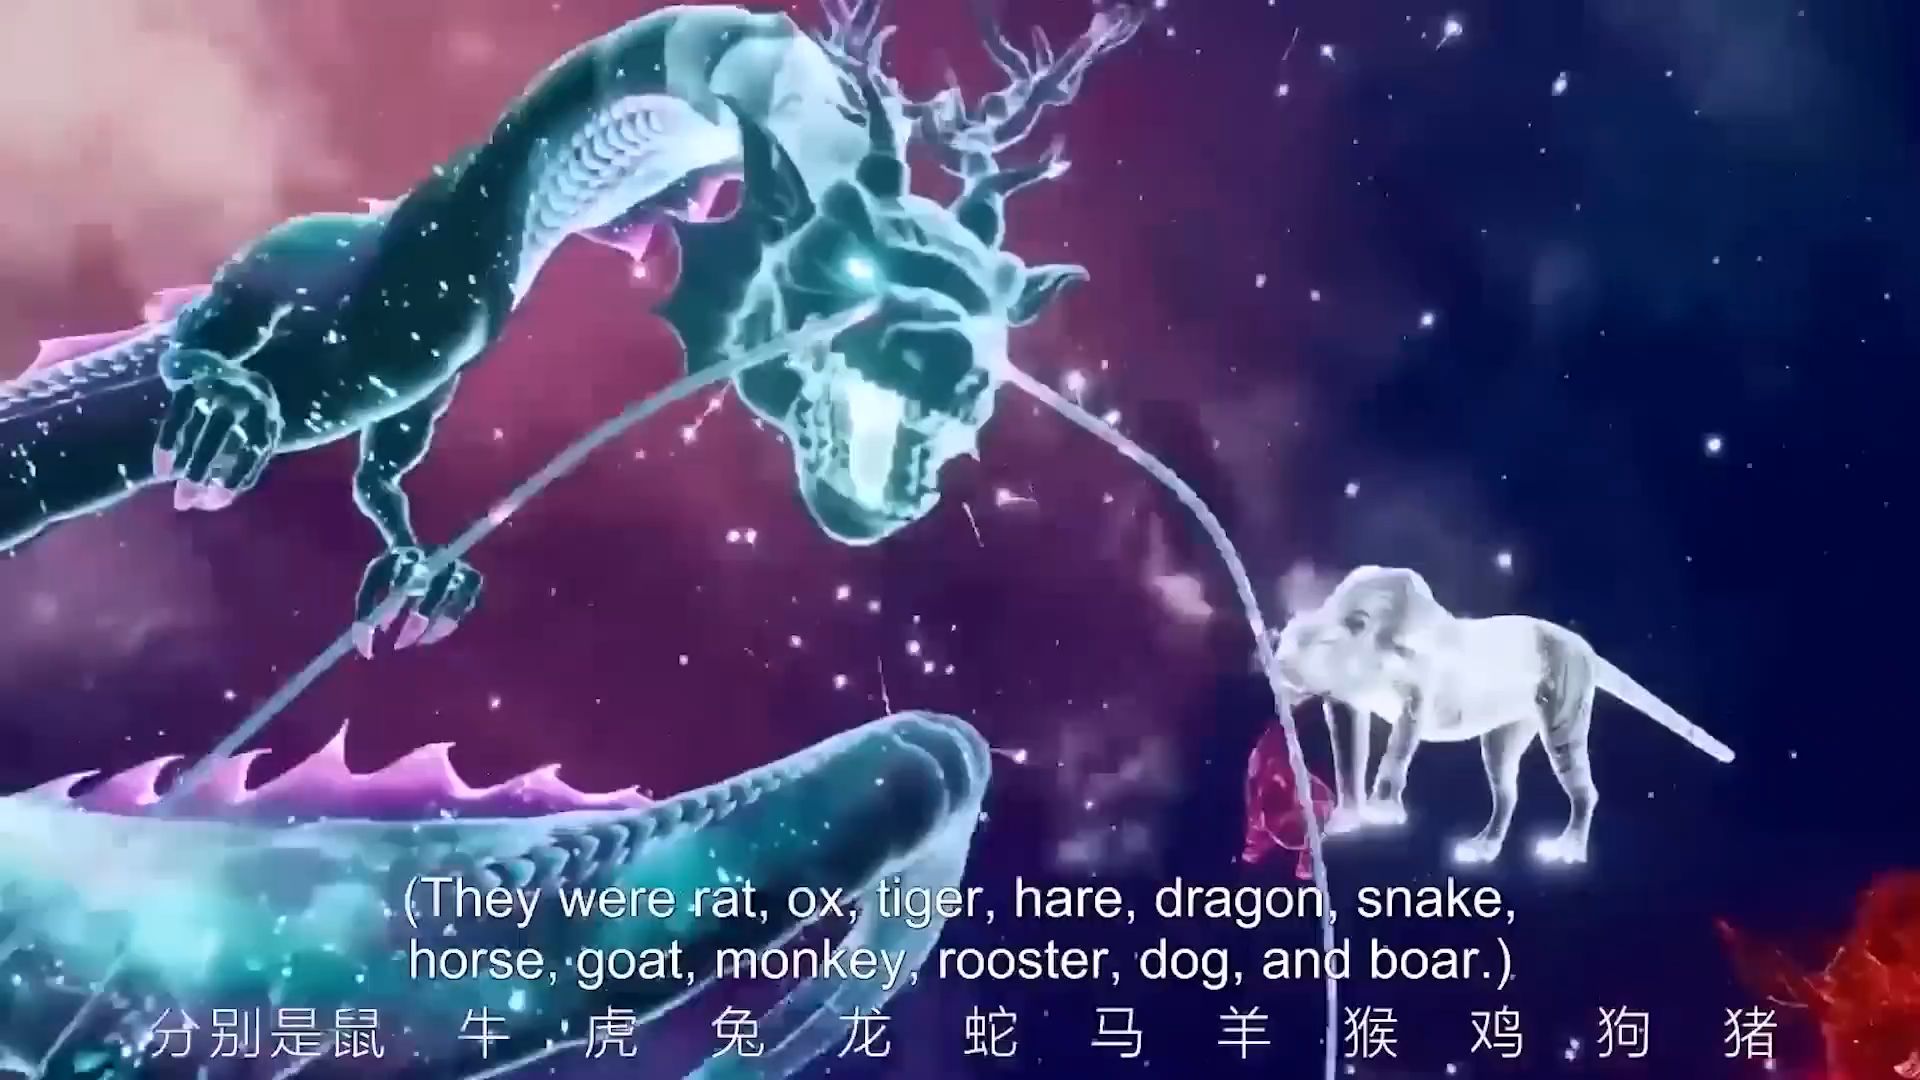 (They were rat, ox, tiger, hare, dragon, snake,
horse, goat, monkey, rooster, dog, and boar.)
分别是鼠 牛 虎 兔 龙 蛇 马 羊 猴 鸡 狗 猪